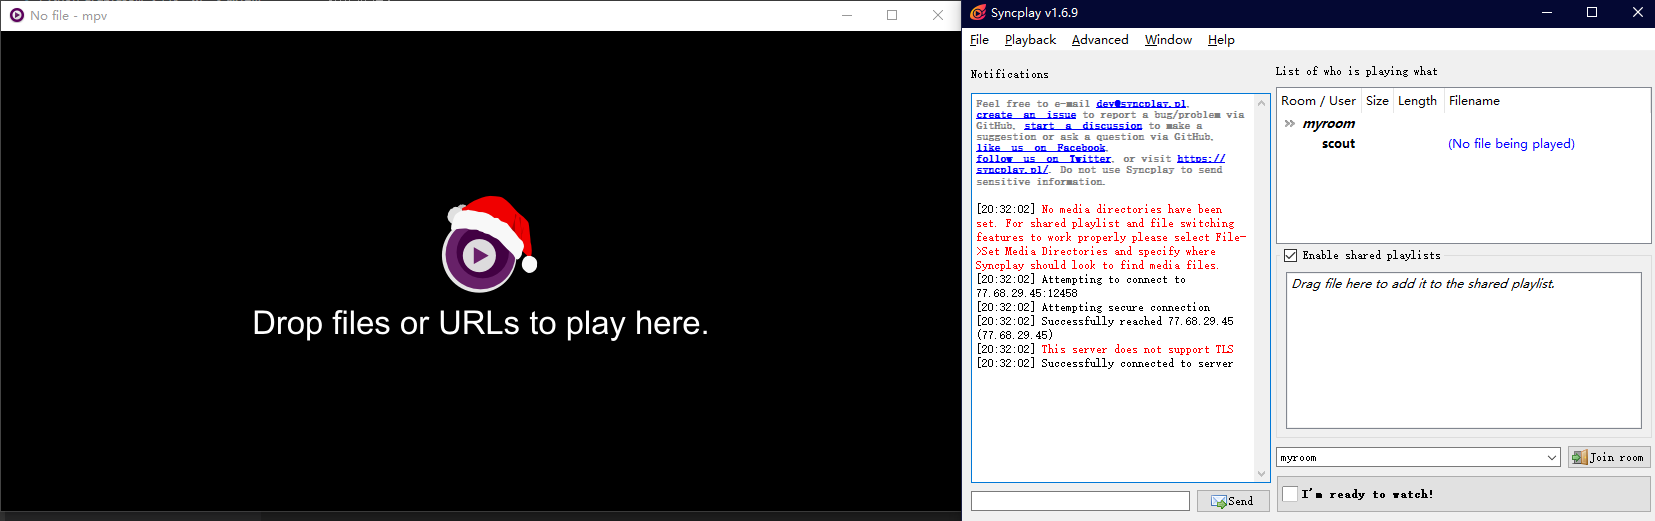 No file - mpv
Drop files or URLs to play here.
Syncplay v1.6.9
File Playback Advanced Window Help
Notifications
Feel free to e-mail dev@syncplay.pl,
create an issue to report a bug/problem via
GitHub, start a discussion to make a
suggestion or ask a question via GitHub,
like us on Facebook,
follow us on Twitter, or visit https://
syncplay.pl/. Do not use Syncplay to send
sensitive information.
[20:32:02] No media directories have been
set. For shared playlist and file switching
features to work properly please select File-
>Set Media Directories and specify where
Syncplay should look to find media files.
[20:32:02] Attempting to connect to
77.68.29.45:12458
[20:32:02] Attempting secure connection
[20:32:02] Successfully reached 77.68.29.45
(77.68.29.45)
[20:32:02] This server does not support TLS
[20:32:02] Successfully connected to server
Send
List of who is playing what
Room / User Size Length Filename
myroom
scout (No file being played)
Enable shared playlists
Drag file here to add it to the shared playlist.
myroom
Join room
I'm ready to watch!